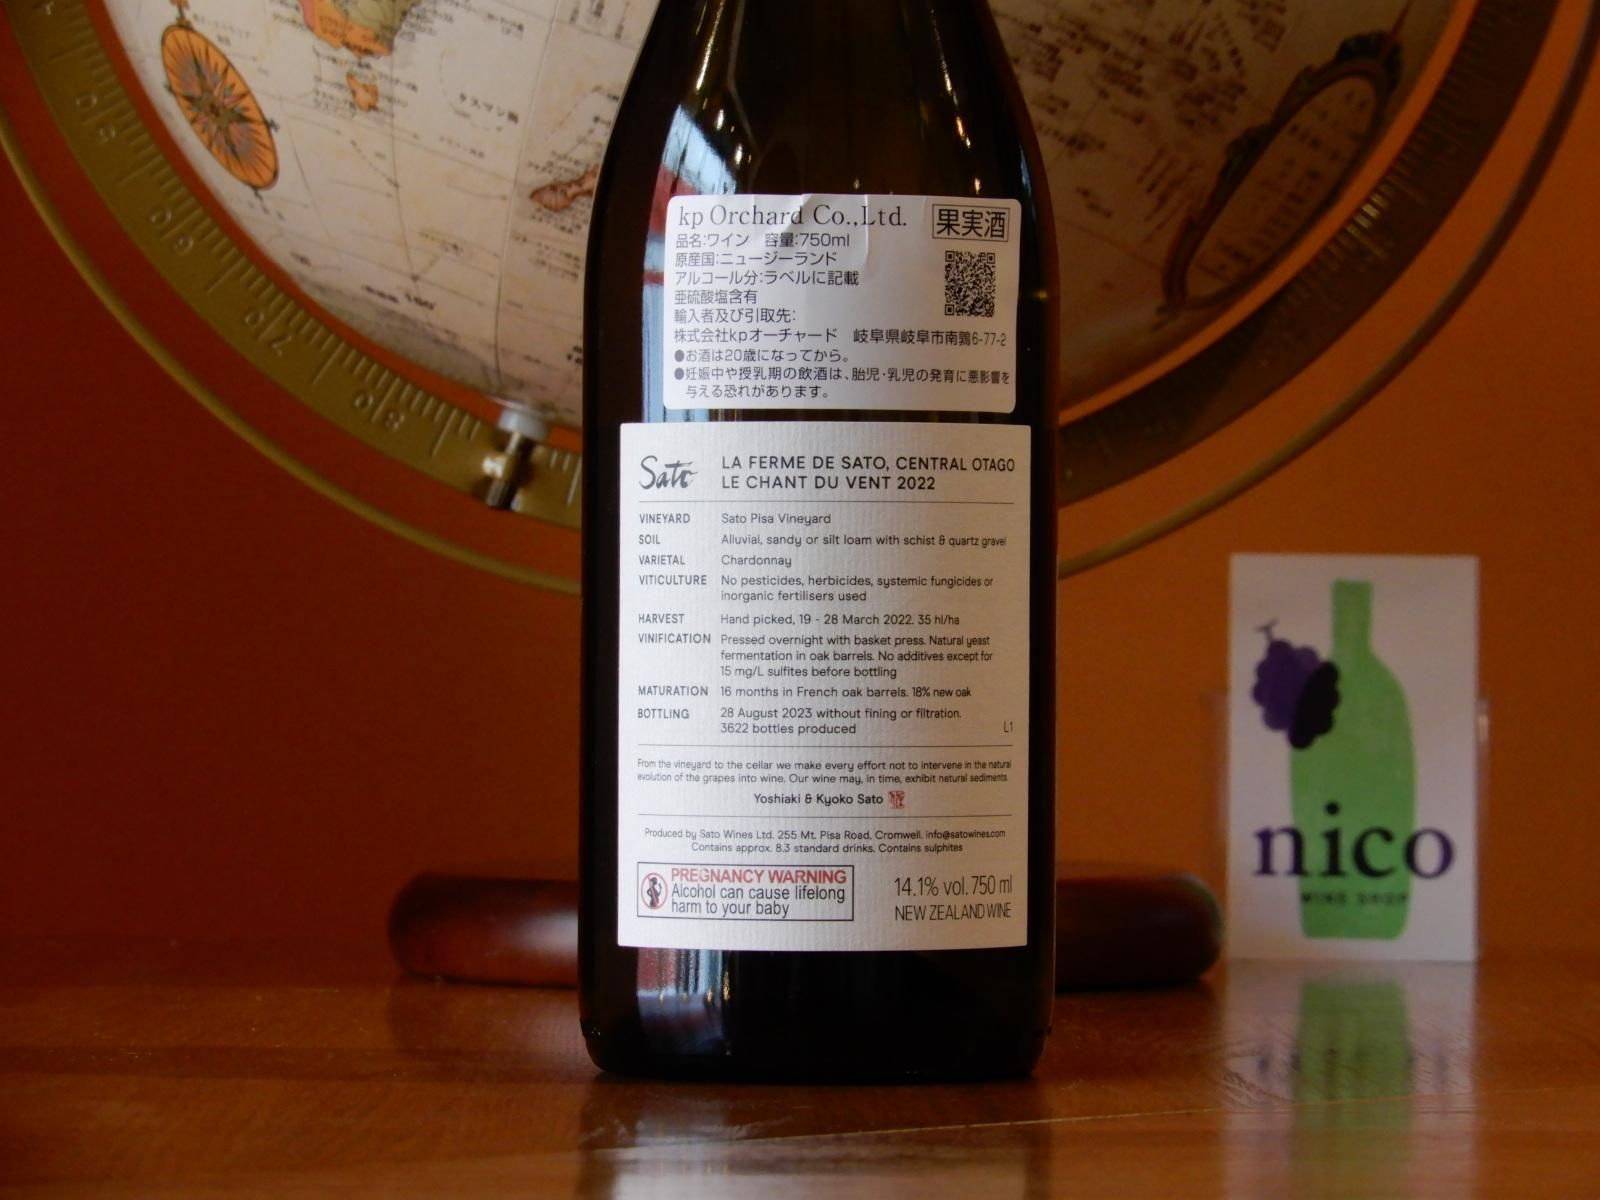 タスマン海
kp Orchard Co.,Ltd.
果実酒
品名:ワイン 容量:750ml
原産国:ニュージーランド
アルコール分:ラベルに記載
亜硫酸塩含有
輸入者及び引取先:
株式会社kpオーチャード 岐阜県岐阜市南鶉6-77-2
●お酒は20歳になってから。
●妊娠中や授乳期の飲酒は、胎児・乳児の発育に悪影響を
与える恐れがあります。
Sato
LA FERME DE SATO, CENTRAL OTAGO
LE CHANT DU VENT 2022
VINEYARD Sato Pisa Vineyard
SOIL Alluvial, sandy or silt loam with schist & quartz gravel
VARIETAL Chardonnay
VITICULTURE No pesticides, herbicides, systemic fungicides or
inorganic fertilisers used
HARVEST Hand picked, 19 - 28 March 2022. 35 hl/ha
VINIFICATION Pressed overnight with basket press. Natural yeast
fermentation in oak barrels. No additives except for
15 mg/L sulfites before bottling
MATURATION 16 months in French oak barrels. 18% new oak
BOTTLING 28 August 2023 without fining or filtration.
3622 bottles produced L1
From the vineyard to the cellar we make every effort not to intervene in the natural
evolution of the grapes into wine. Our wine may, in time, exhibit natural sediments.
Yoshiaki & Kyoko Sato
Produced by Sato Wines Ltd. 255 Mt. Pisa Road, Cromwell. info@satowines.com
Contains approx. 8.3 standard drinks. Contains sulphites
PREGNANCY WARNING
Alcohol can cause lifelong
harm to your baby
14.1% vol. 750 ml
NEW ZEALAND WINE
nico
WINE SHOP